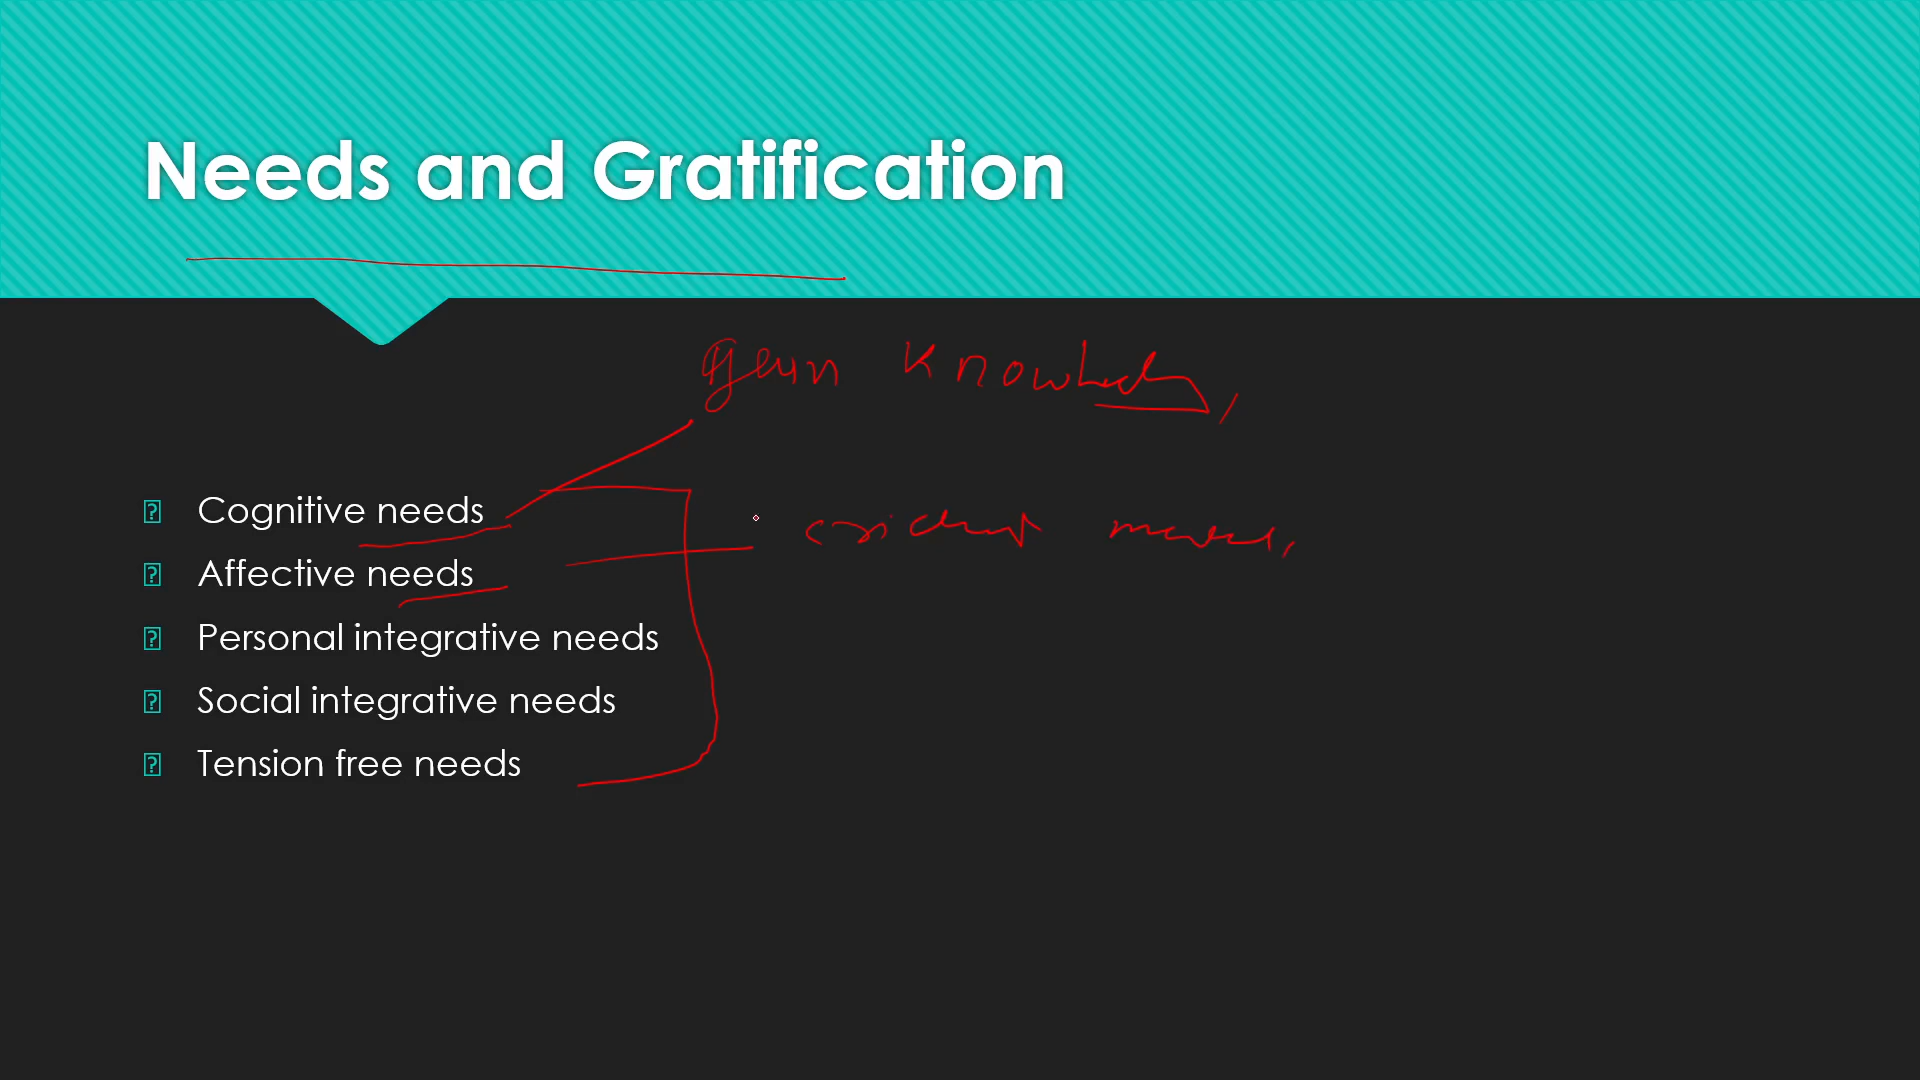 Needs and Gratification
gain Knowledge,
Cognitive needs
Affective needs
Personal integrative needs
Social integrative needs
Tension free needs